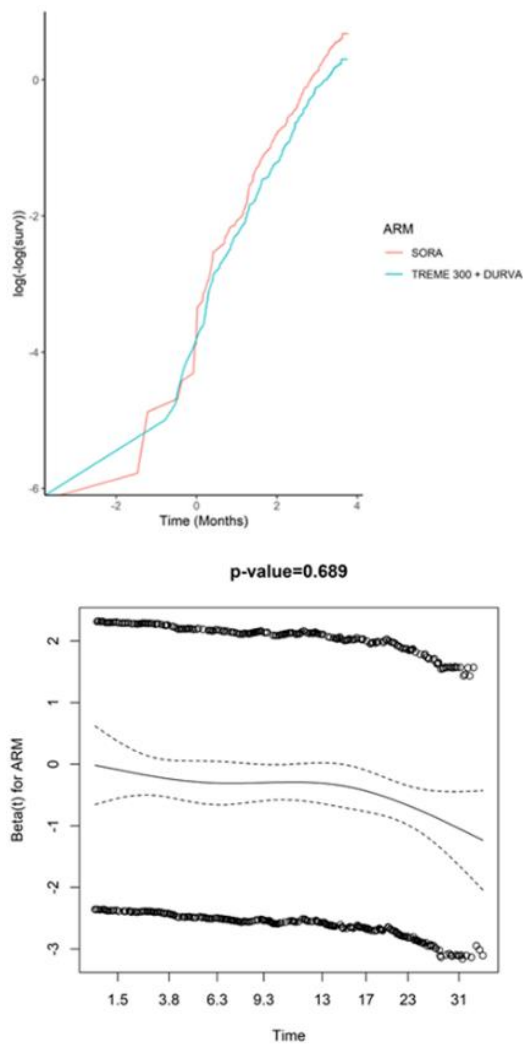 0
log(-log(surv))
-2
-4
-6
ARM
SORA
TREME 300 + DURVA
-2
0
2
4
Time (Months)
p-value=0.689
2
1
0
-1
-2
-3
Beta(t) for ARM
1.5
3.8
6.3
9.3
13
17
23
31
Time